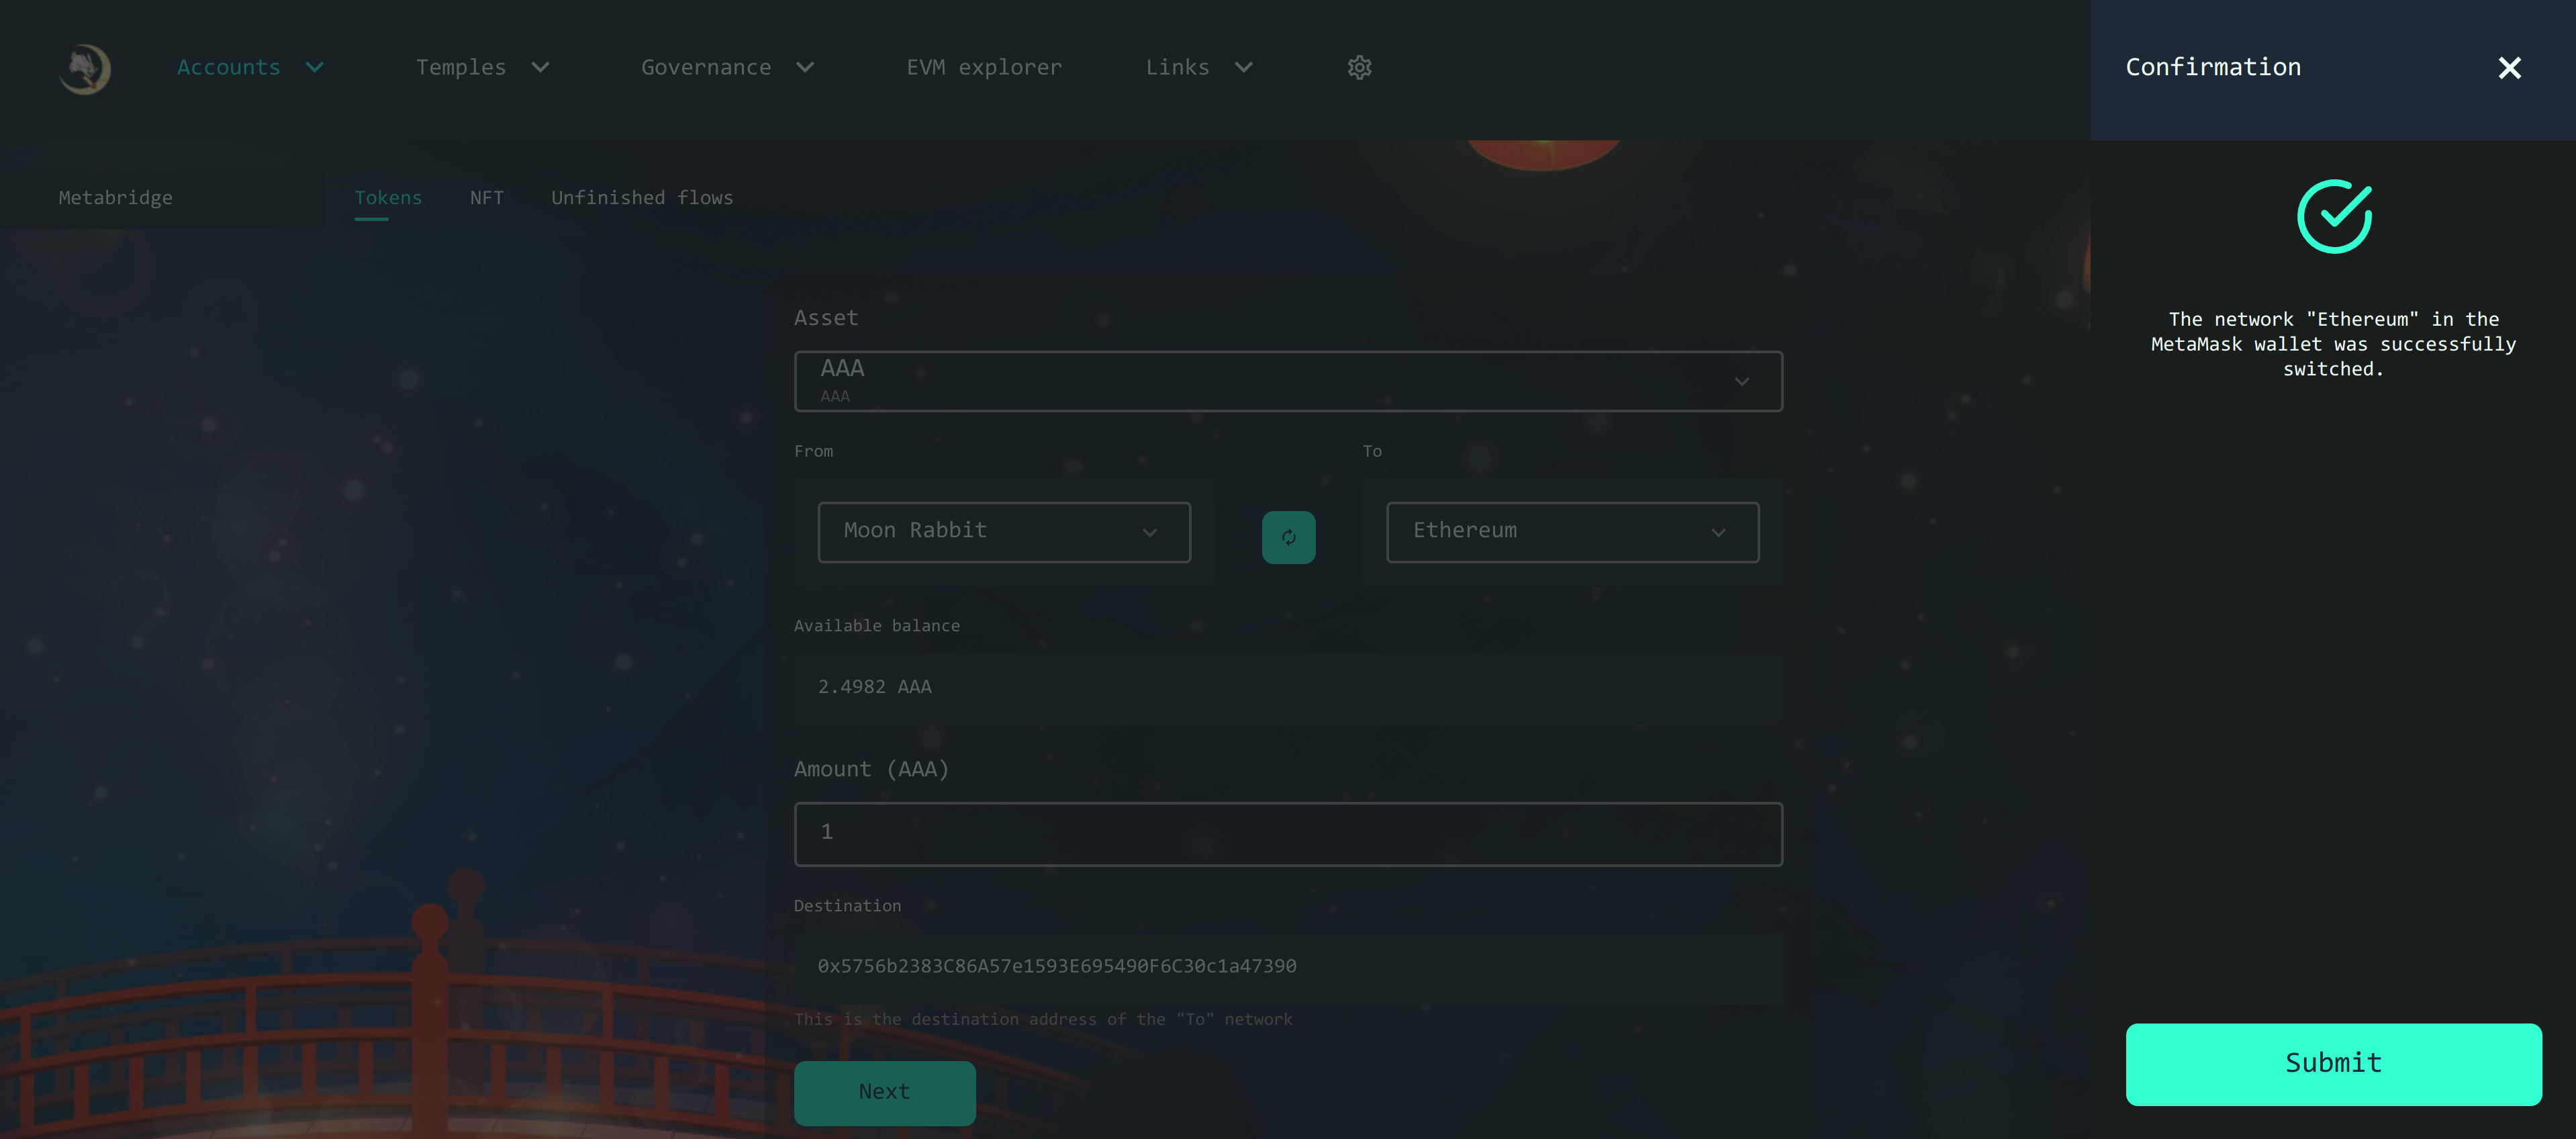 Accounts
Temples
Governance
EVM explorer
Links
Confirmation
Metabridge
Tokens
NFT
Unfinished flows
Asset
AAA
AAA
From
To
Moon Rabbit
Ethereum
Available balance
2.4982 AAA
Amount (AAA)
1
Destination
0x5756b2383C86A57e1593E695490F6C30c1a47390
This is the destination address of the "To" network
Next
The network "Ethereum" in the
MetaMask wallet was successfully
switched.
Submit